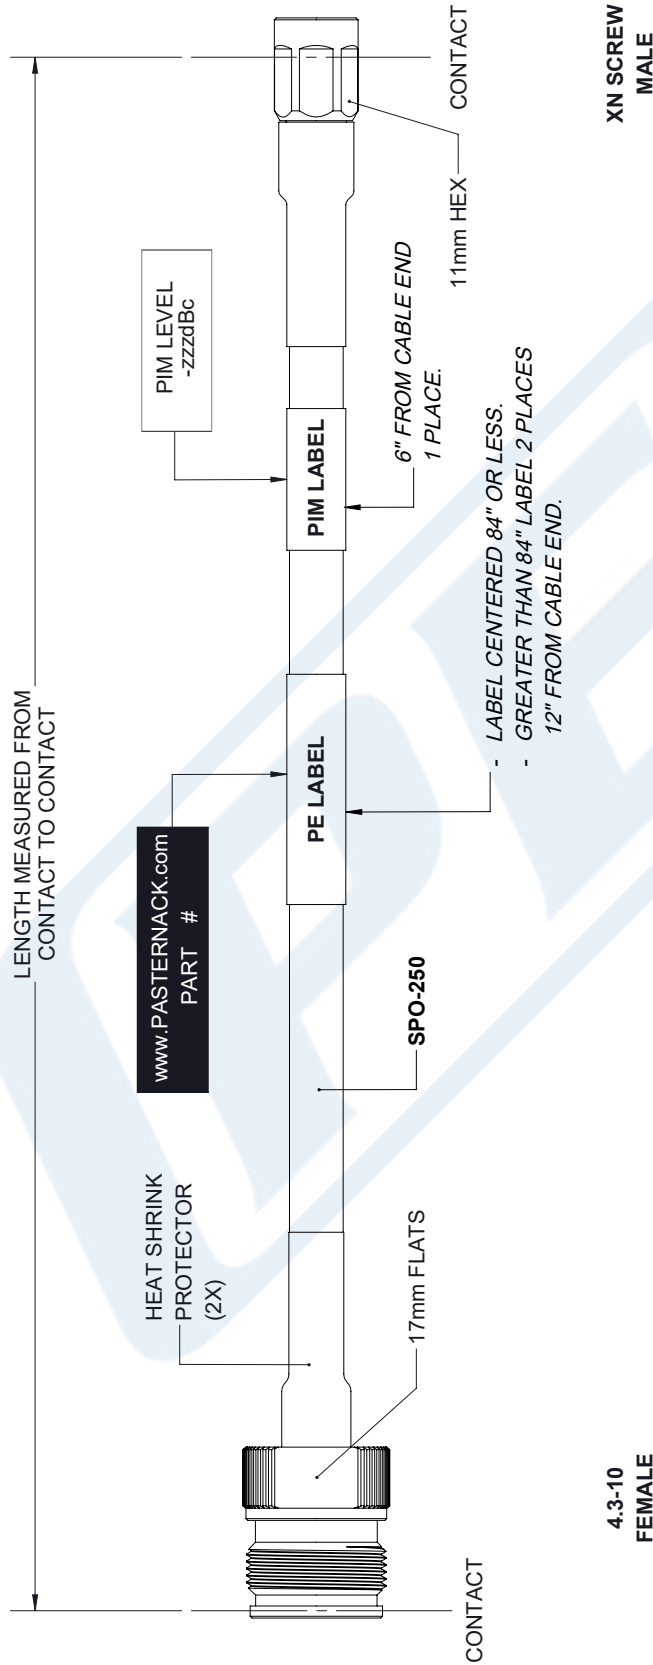 LENGTH MEASURED FROM
CONTACT TO CONTACT
HEAT SHRINK
PROTECTOR
(2X)
www.PASTERNACK.com
PART #
PIM LEVEL
-zzzdBc
PE LABEL
PIM LABEL
CONTACT
17mm FLATS
SPO-250
- LABEL CENTERED 84" OR LESS.
- GREATER THAN 84" LABEL 2 PLACES
12" FROM CABLE END.
6" FROM CABLE END
1 PLACE.
11mm HEX
CONTACT
4.3-10
FEMALE
XN SCREW
MALE